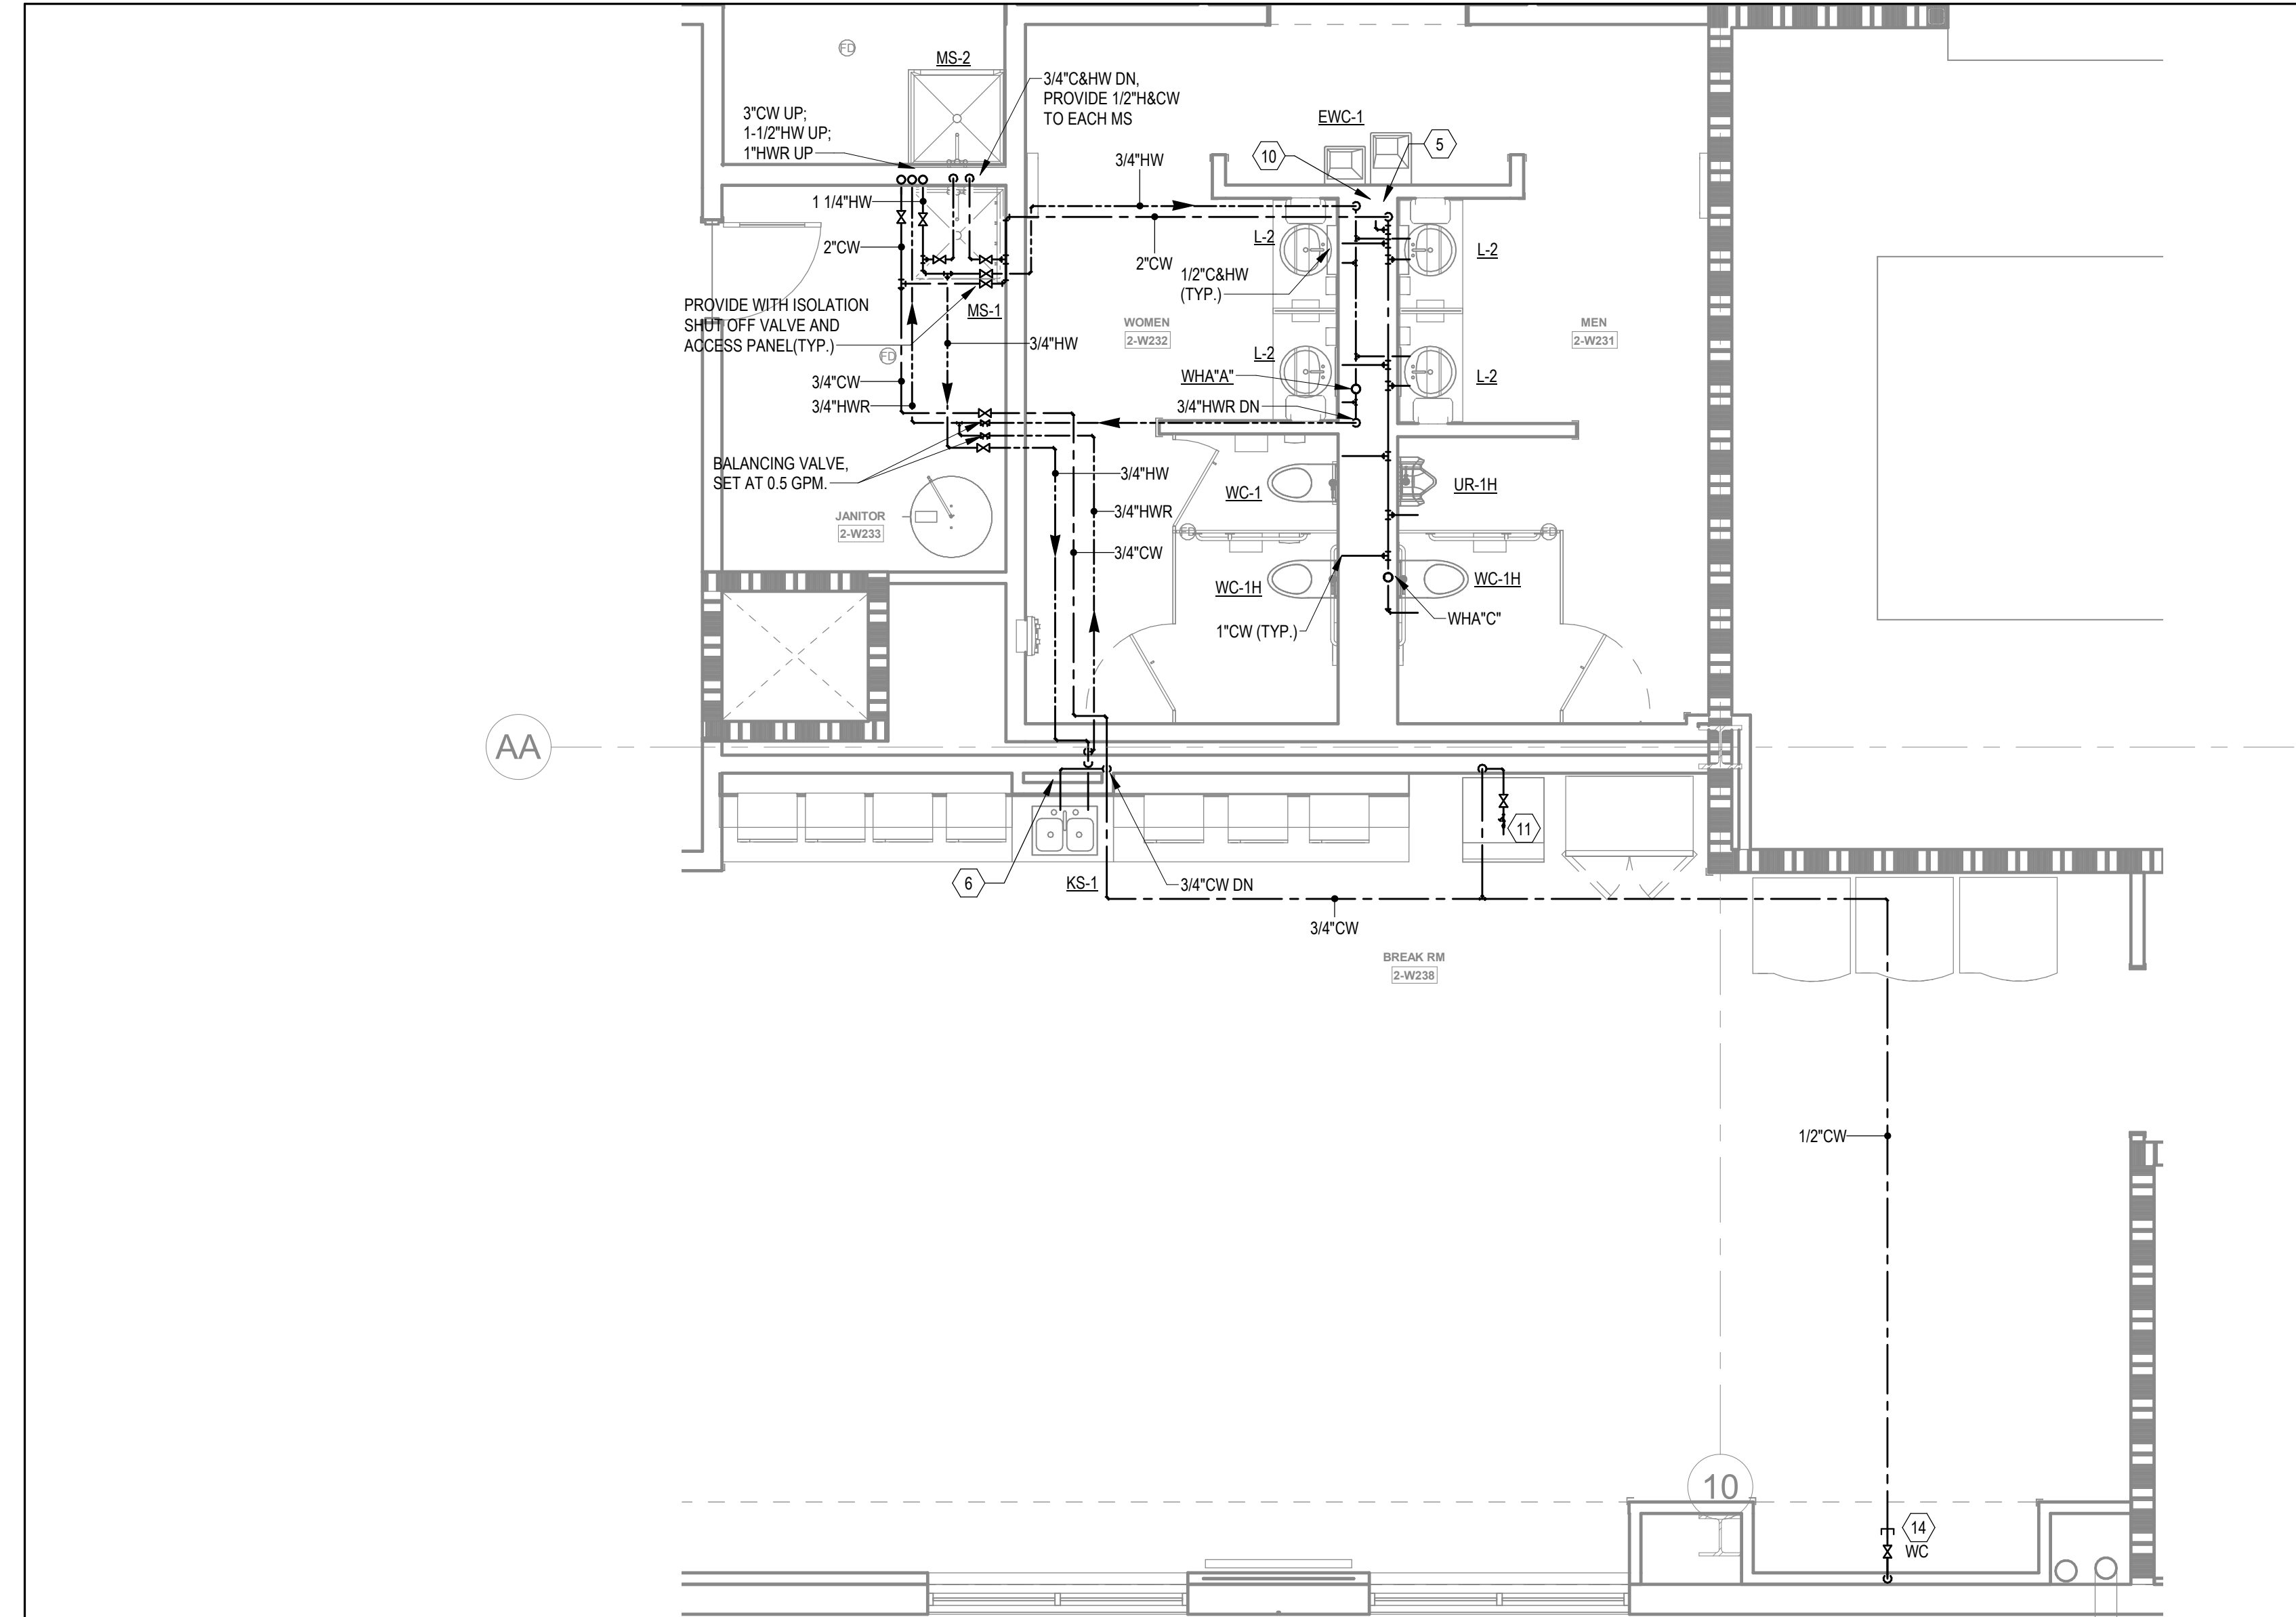 FD
MS-2
3/4"C&HW DN,
PROVIDE 1/2"H&CW
TO EACH MS
3"CW UP;
1-1/2"HW UP;
1"HWR UP
EWC-1
10
5
3/4"HW
1 1/4"HW
2"CW
2"CW
L-2
L-2
1/2"C&HW
(TYP.)
PROVIDE WITH ISOLATION
SHUT OFF VALVE AND
ACCESS PANEL(TYP.)
MS-1
WOMEN
2-W232
MEN
2-W231
FD
3/4"HW
L-2
L-2
3/4"CW
3/4"HWR
WHA"A"
3/4"HWR DN
BALANCING VALVE,
SET AT 0.5 GPM.
3/4"HW
WC-1
UR-1H
3/4"HWR
JANITOR
2-W233
FD
FD
3/4"CW
WC-1H
WC-1H
1"CW (TYP.)
WHA"C"
AA
11
6
KS-1
3/4"CW DN
3/4"CW
BREAK RM
2-W238
1/2"CW
10
14
WC